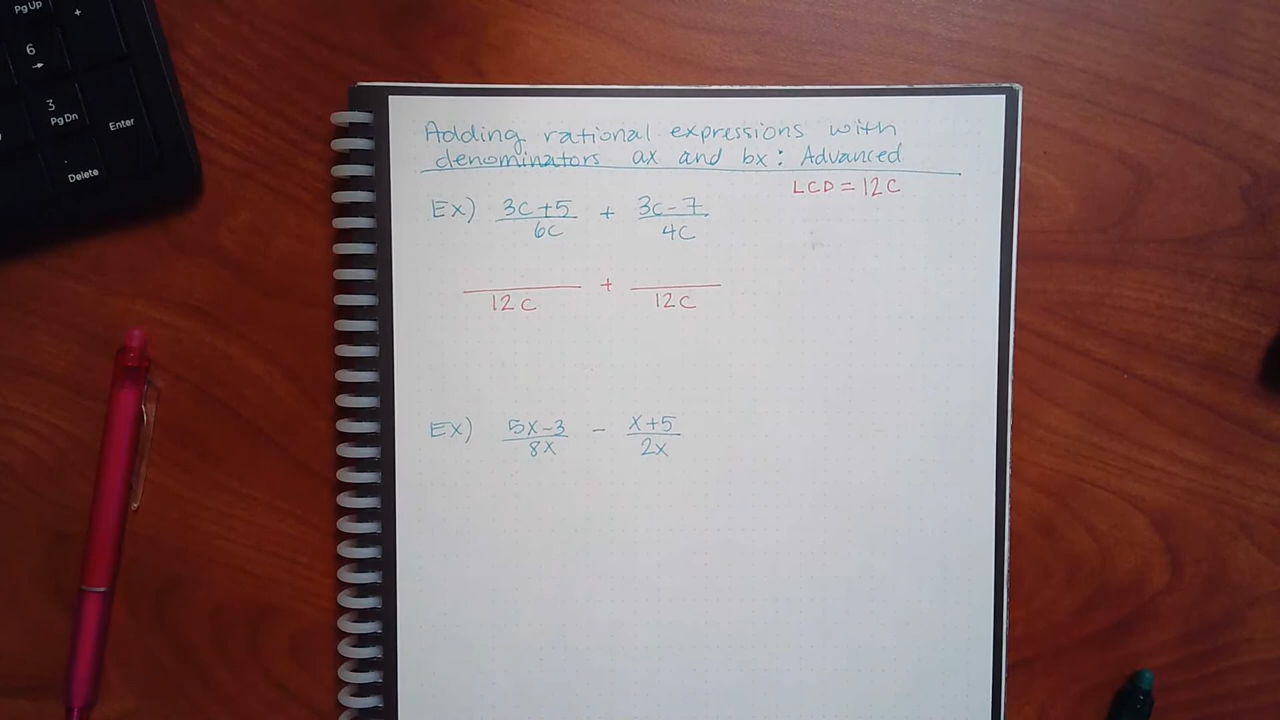 PgUp
+
6
→
3
PgDn
Enter
.
Delete
Adding rational expressions with
denominators ax and bx: Advanced
LCD = 12C
Ex) 3c+5/6c + 3c-7/4c
/12C + /12C
Ex) 5x-3/8x - x+5/2x